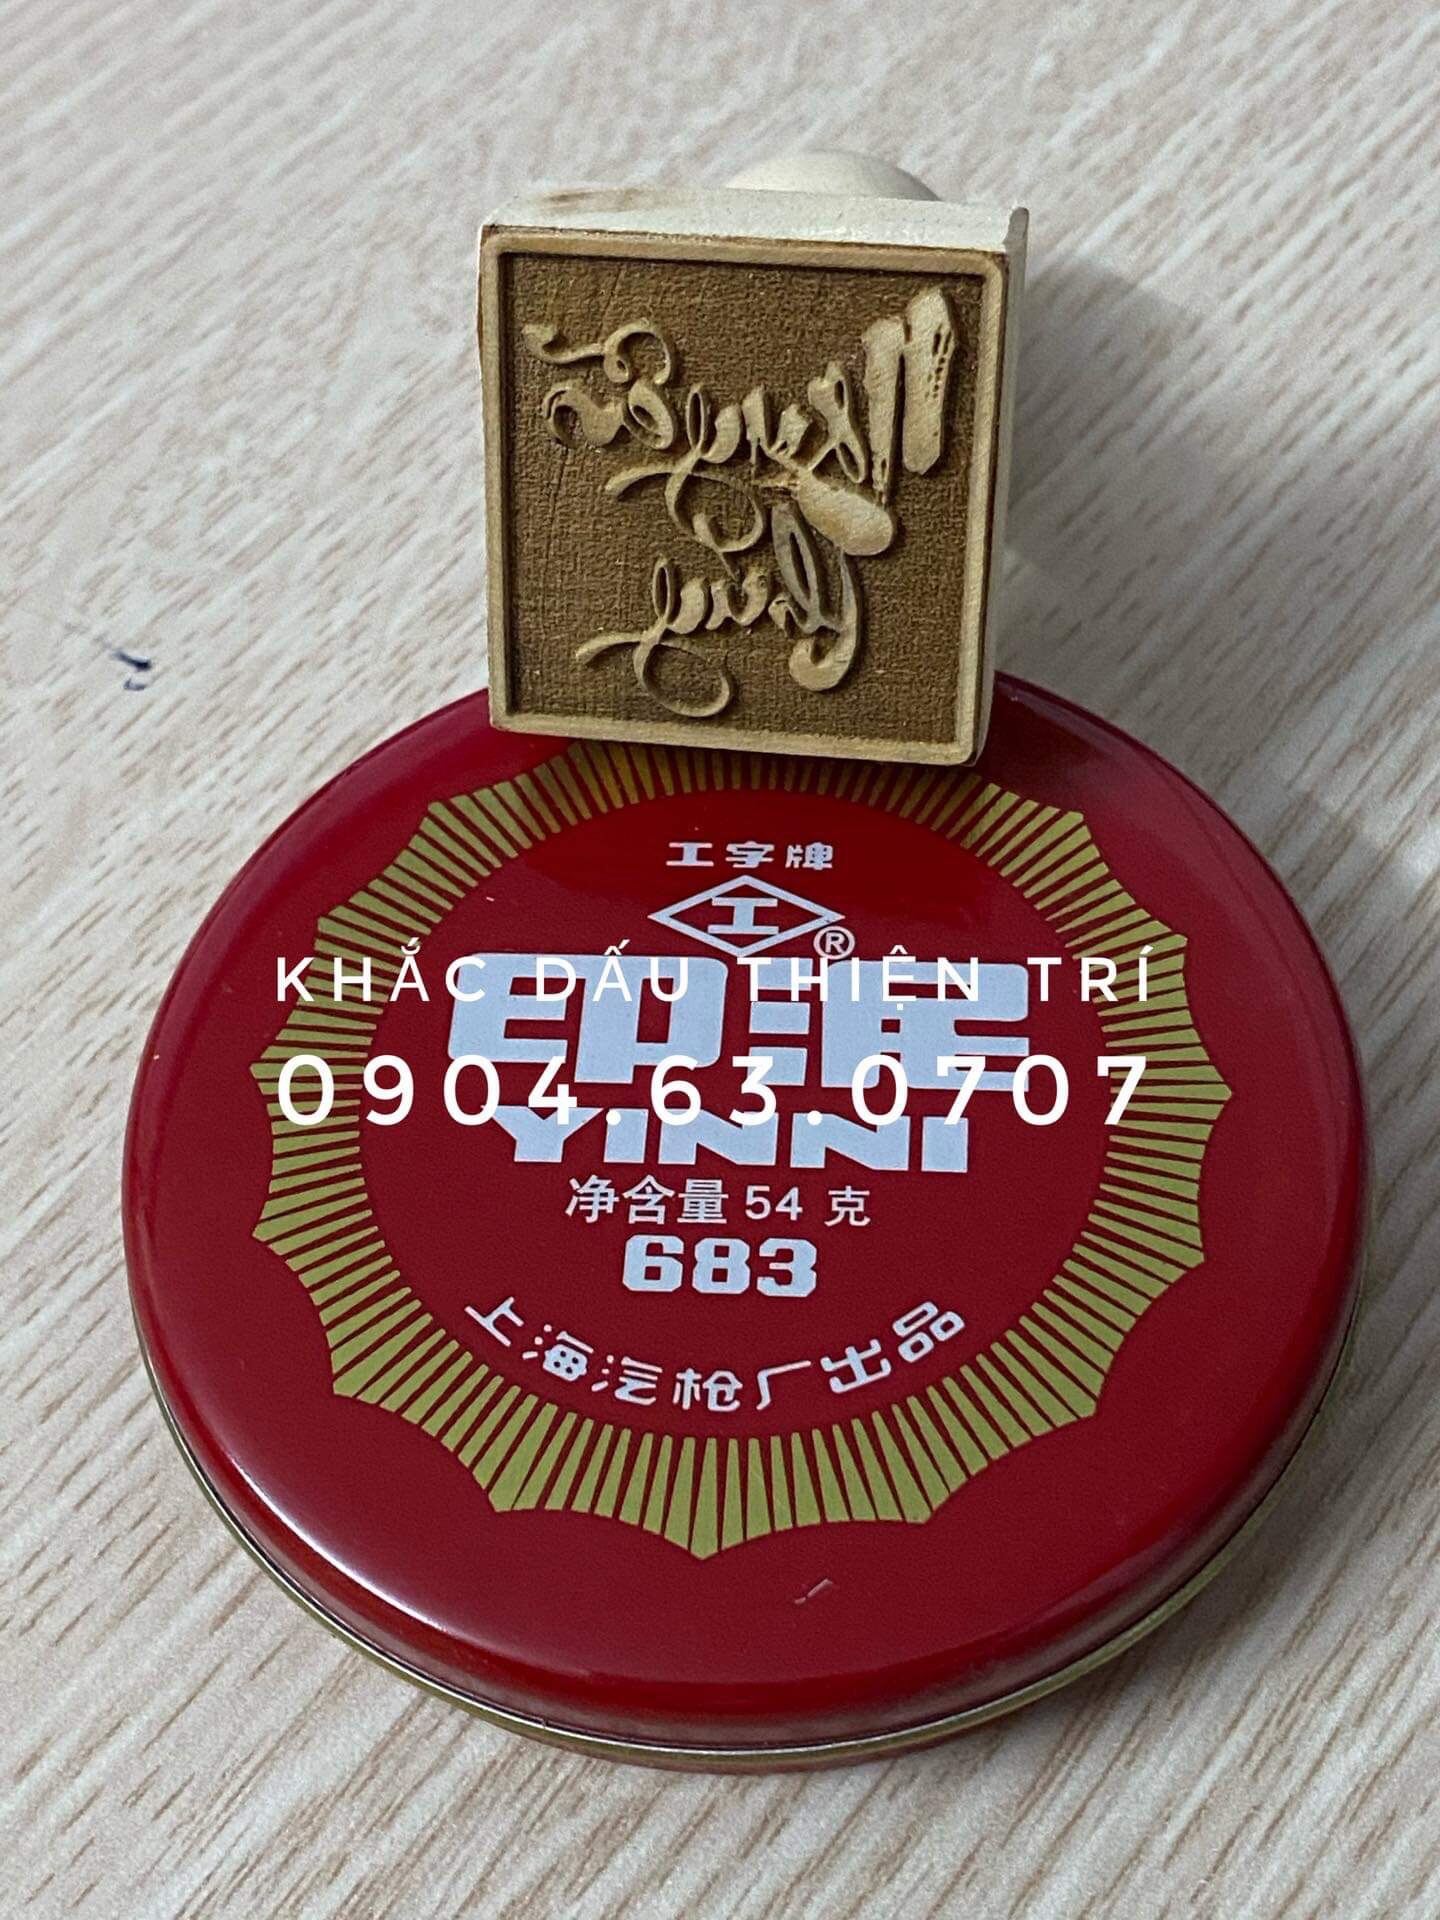 工字牌
工
®
KHẮC DẤU THIỆN TRÍ
印泥
0904.63.0707
YINNI
净含量 54 克
683
上海汽枪厂出品